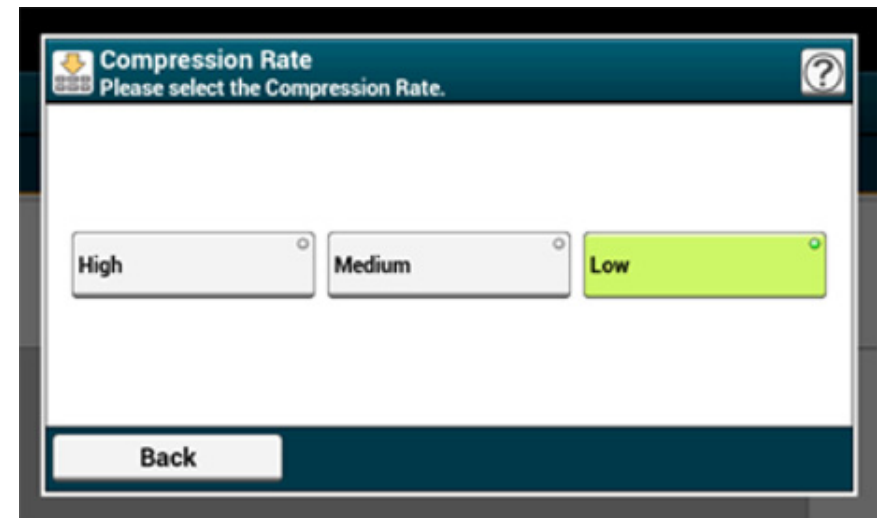 Compression Rate
Please select the Compression Rate.
?
High
Medium
Low
Back